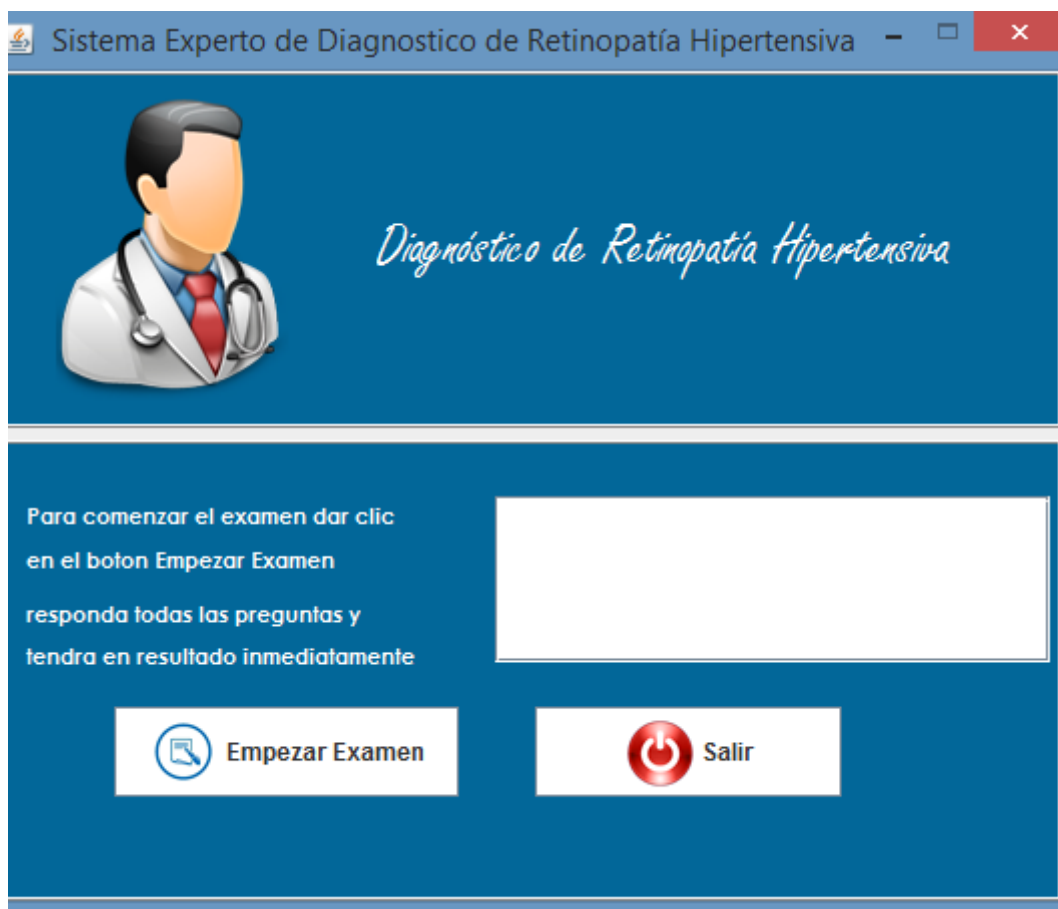 Sistema Experto de Diagnostico de Retinopatía Hipertensiva
Diagnóstico de Retinopatía Hipertensiva
Para comenzar el examen dar clic
en el boton Empezar Examen
responda todas las preguntas y
tendra en resultado inmediatamente
Empezar Examen
Salir